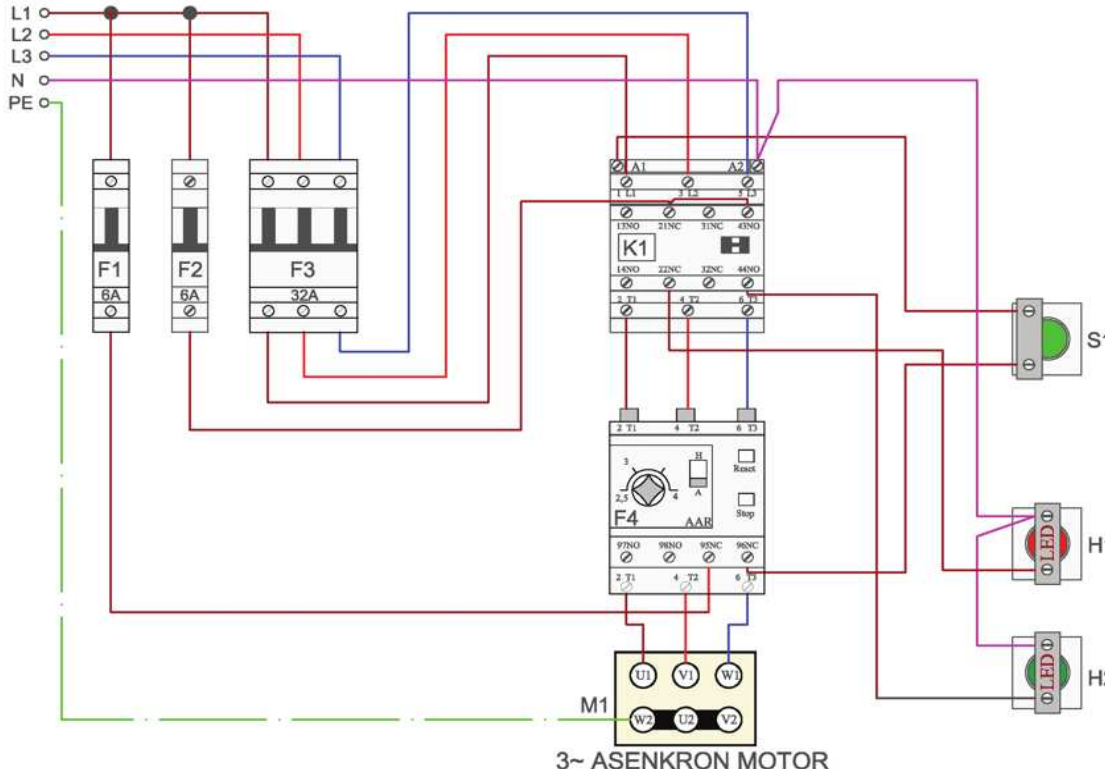 L1
L2
L3
N
PE
A1 A2
1 L1 3 L2 5 L3
13NO 21NC 31NC 43NO
K1
14NO 22NC 32NC 44NO
2 T1 4 T2 6 T3
F1 F2 F3
6A 6A 32A
S1
2 T1 4 T2 6 T3
3
H
Reset
2,5 4
A
Stop
F4 AAR
97NO 98NO 95NC 96NC
2 T1 4 T2 6 T3
LED
H1
LED
H2
U1 V1 W1
M1
W2 U2 V2
3~ ASENKRON MOTOR